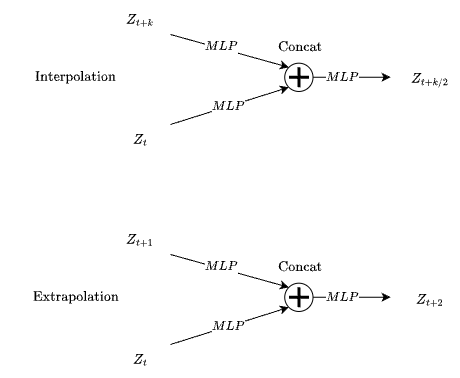 Z_{t+k}
MLP
Concat
Interpolation
MLP
Z_{t+k/2}
MLP
Z_t
Z_{t+1}
MLP
Concat
Extrapolation
MLP
Z_{t+2}
MLP
Z_t